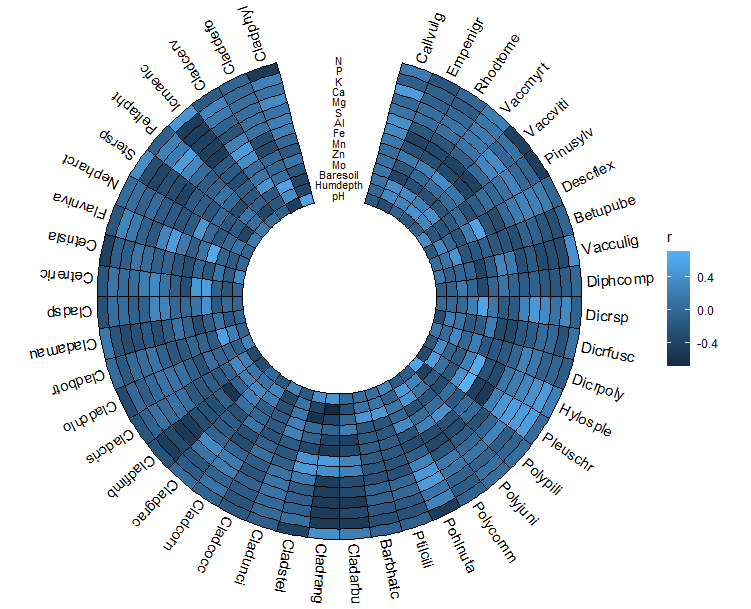 N
P
K
Ca
Mg
S
Al
Fe
Mn
Zn
Mo
Baresoil
Humdepth
pH
Callvulg
Empenigr
Rhodtome
Vaccmyrt
Vaccviti
Pinusylv
Descflex
Betupube
Vacculig
Diphcomp
Dicrsp
Dicrfusc
Dicrpoly
Hylosple
Pleuschr
Polypili
Polyjuni
Polycomm
Pohlnuta
Ptilcili
Barbhatc
Cladarbu
Cladrang
Cladstel
Cladunci
Cladcocc
Cladcorn
Cladgrac
Cladfimb
Cladcris
Cladchlo
Cladbotr
Cladamau
Cladsp
Cetreric
Cetrisla
Flavniva
Nepharct
Stersp
Peltapht
Icmaeric
Cladcerv
Claddefo
Cladphyl
r
0.4
0.0
-0.4